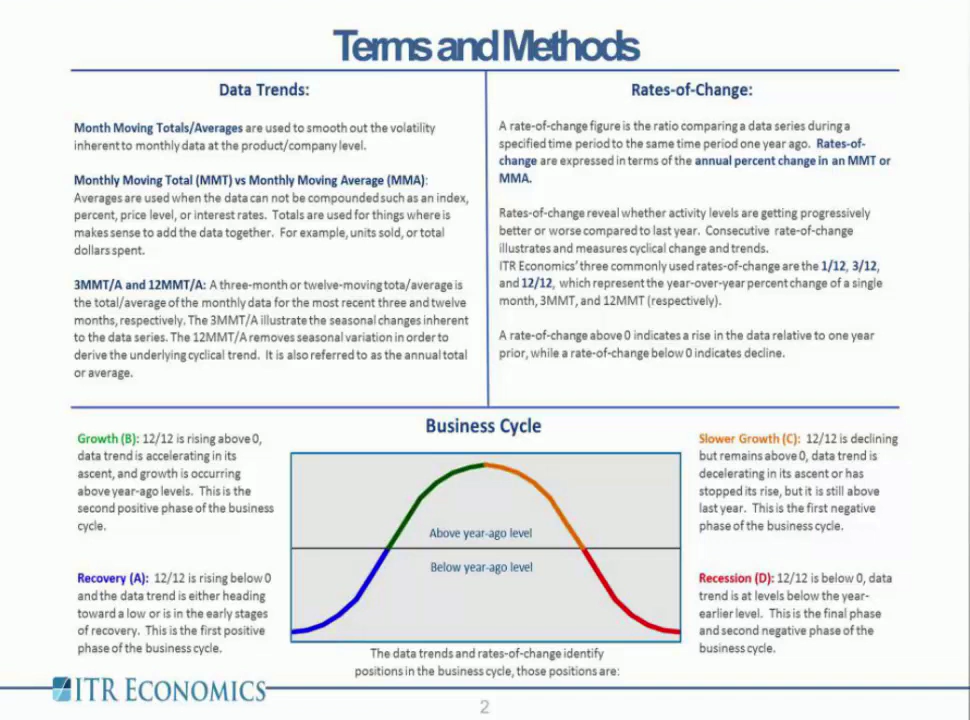 Terms and Methods
Data Trends:
Month Moving Totals/Averages are used to smooth out the volatility
inherent to monthly data at the product/company level.
Monthly Moving Total (MMT) vs Monthly Moving Average (MMA):
Averages are used when the data can not be compounded such as an index,
percent, price level, or interest rates. Totals are used for things where is
makes sense to add the data together. For example, units sold, or total
dollars spent.
3MMT/A and 12MMT/A: A three-month or twelve-moving tota/average is
the total/average of the monthly data for the most recent three and twelve
months, respectively. The 3MMT/A illustrate the seasonal changes inherent
to the data series. The 12MMT/A removes seasonal variation in order to
derive the underlying cyclical trend. It is also referred to as the annual total
or average.
Rates-of-Change:
A rate-of-change figure is the ratio comparing a data series during a
specified time period to the same time period one year ago. Rates-of-
change are expressed in terms of the annual percent change in an MMT or
MMA.
Rates-of-change reveal whether activity levels are getting progressively
better or worse compared to last year. Consecutive rate-of-change
illustrates and measures cyclical change and trends.
ITR Economics' three commonly used rates-of-change are the 1/12, 3/12,
and 12/12, which represent the year-over-year percent change of a single
month, 3MMT, and 12MMT (respectively).
A rate-of-change above 0 indicates a rise in the data relative to one year
prior, while a rate-of-change below 0 indicates decline.
Business Cycle
Growth (B): 12/12 is rising above 0,
data trend is accelerating in its
ascent, and growth is occurring
above year-ago levels. This is the
second positive phase of the business
cycle.
Recovery (A): 12/12 is rising below 0
and the data trend is either heading
toward a low or is in the early stages
of recovery. This is the first positive
phase of the business cycle.
Above year-ago level
Below year-ago level
The data trends and rates-of-change identify
positions in the business cycle, those positions are:
Slower Growth (C): 12/12 is declining
but remains above 0, data trend is
decelerating in its ascent or has
stopped its rise, but it is still above
last year. This is the first negative
phase of the business cycle.
Recession (D): 12/12 is below 0, data
trend is at levels below the year-
earlier level. This is the final phase
and second negative phase of the
business cycle.
ITR ECONOMICS
2